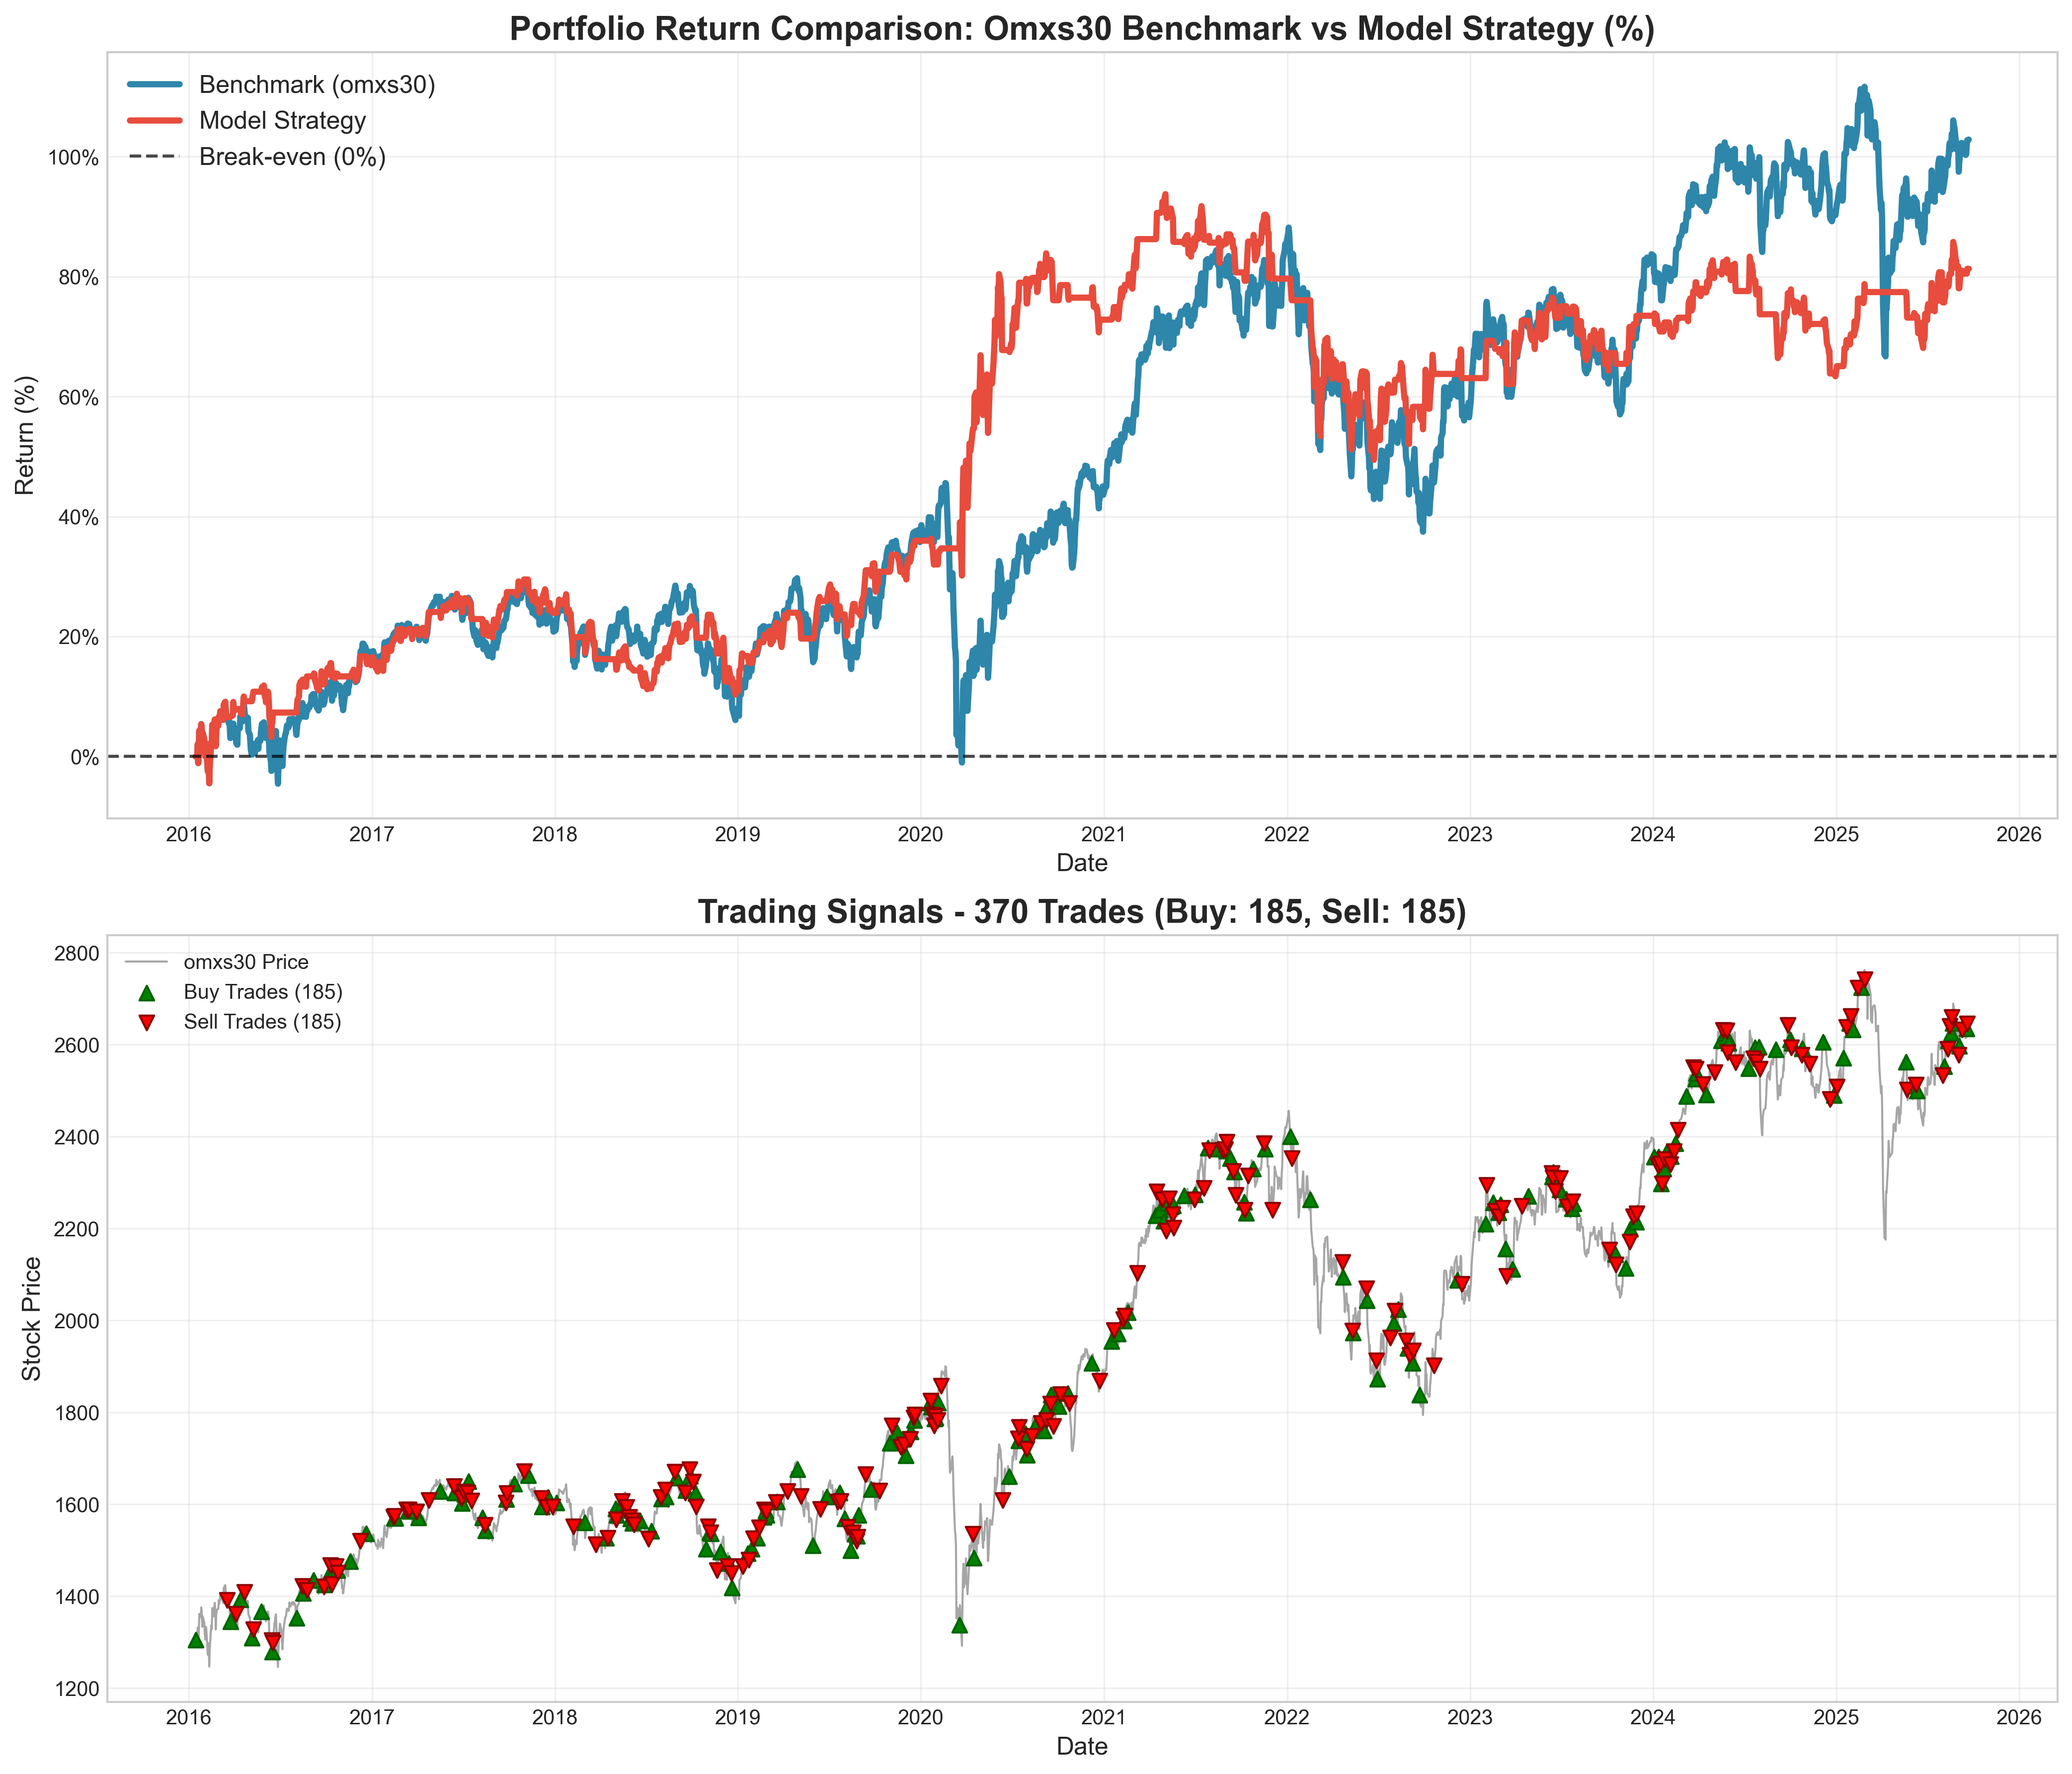 Portfolio Return Comparison: Omxs30 Benchmark vs Model Strategy (%)
Benchmark (omxs30)
Model Strategy
Break-even (0%)
100%
80%
60%
40%
20%
0%
Return (%)
2016 2017 2018 2019 2020 2021 2022 2023 2024 2025 2026
Date
Trading Signals - 370 Trades (Buy: 185, Sell: 185)
omxs30 Price
Buy Trades (185)
Sell Trades (185)
2800
2600
2400
2200
2000
1800
1600
1400
1200
Stock Price
2016 2017 2018 2019 2020 2021 2022 2023 2024 2025 2026
Date